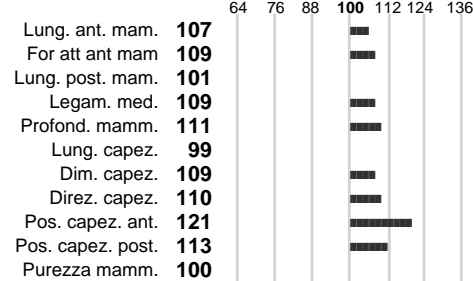 64 76 88 100 112 124 136
Lung. ant. mam. 107
For att ant mam 109
Lung. post. mam. 101
Legam. med. 109
Profond. mamm. 111
Lung. capez. 99
Dim. capez. 109
Direz. capez. 110
Pos. capez. ant. 121
Pos. capez. post. 113
Purezza mamm. 100